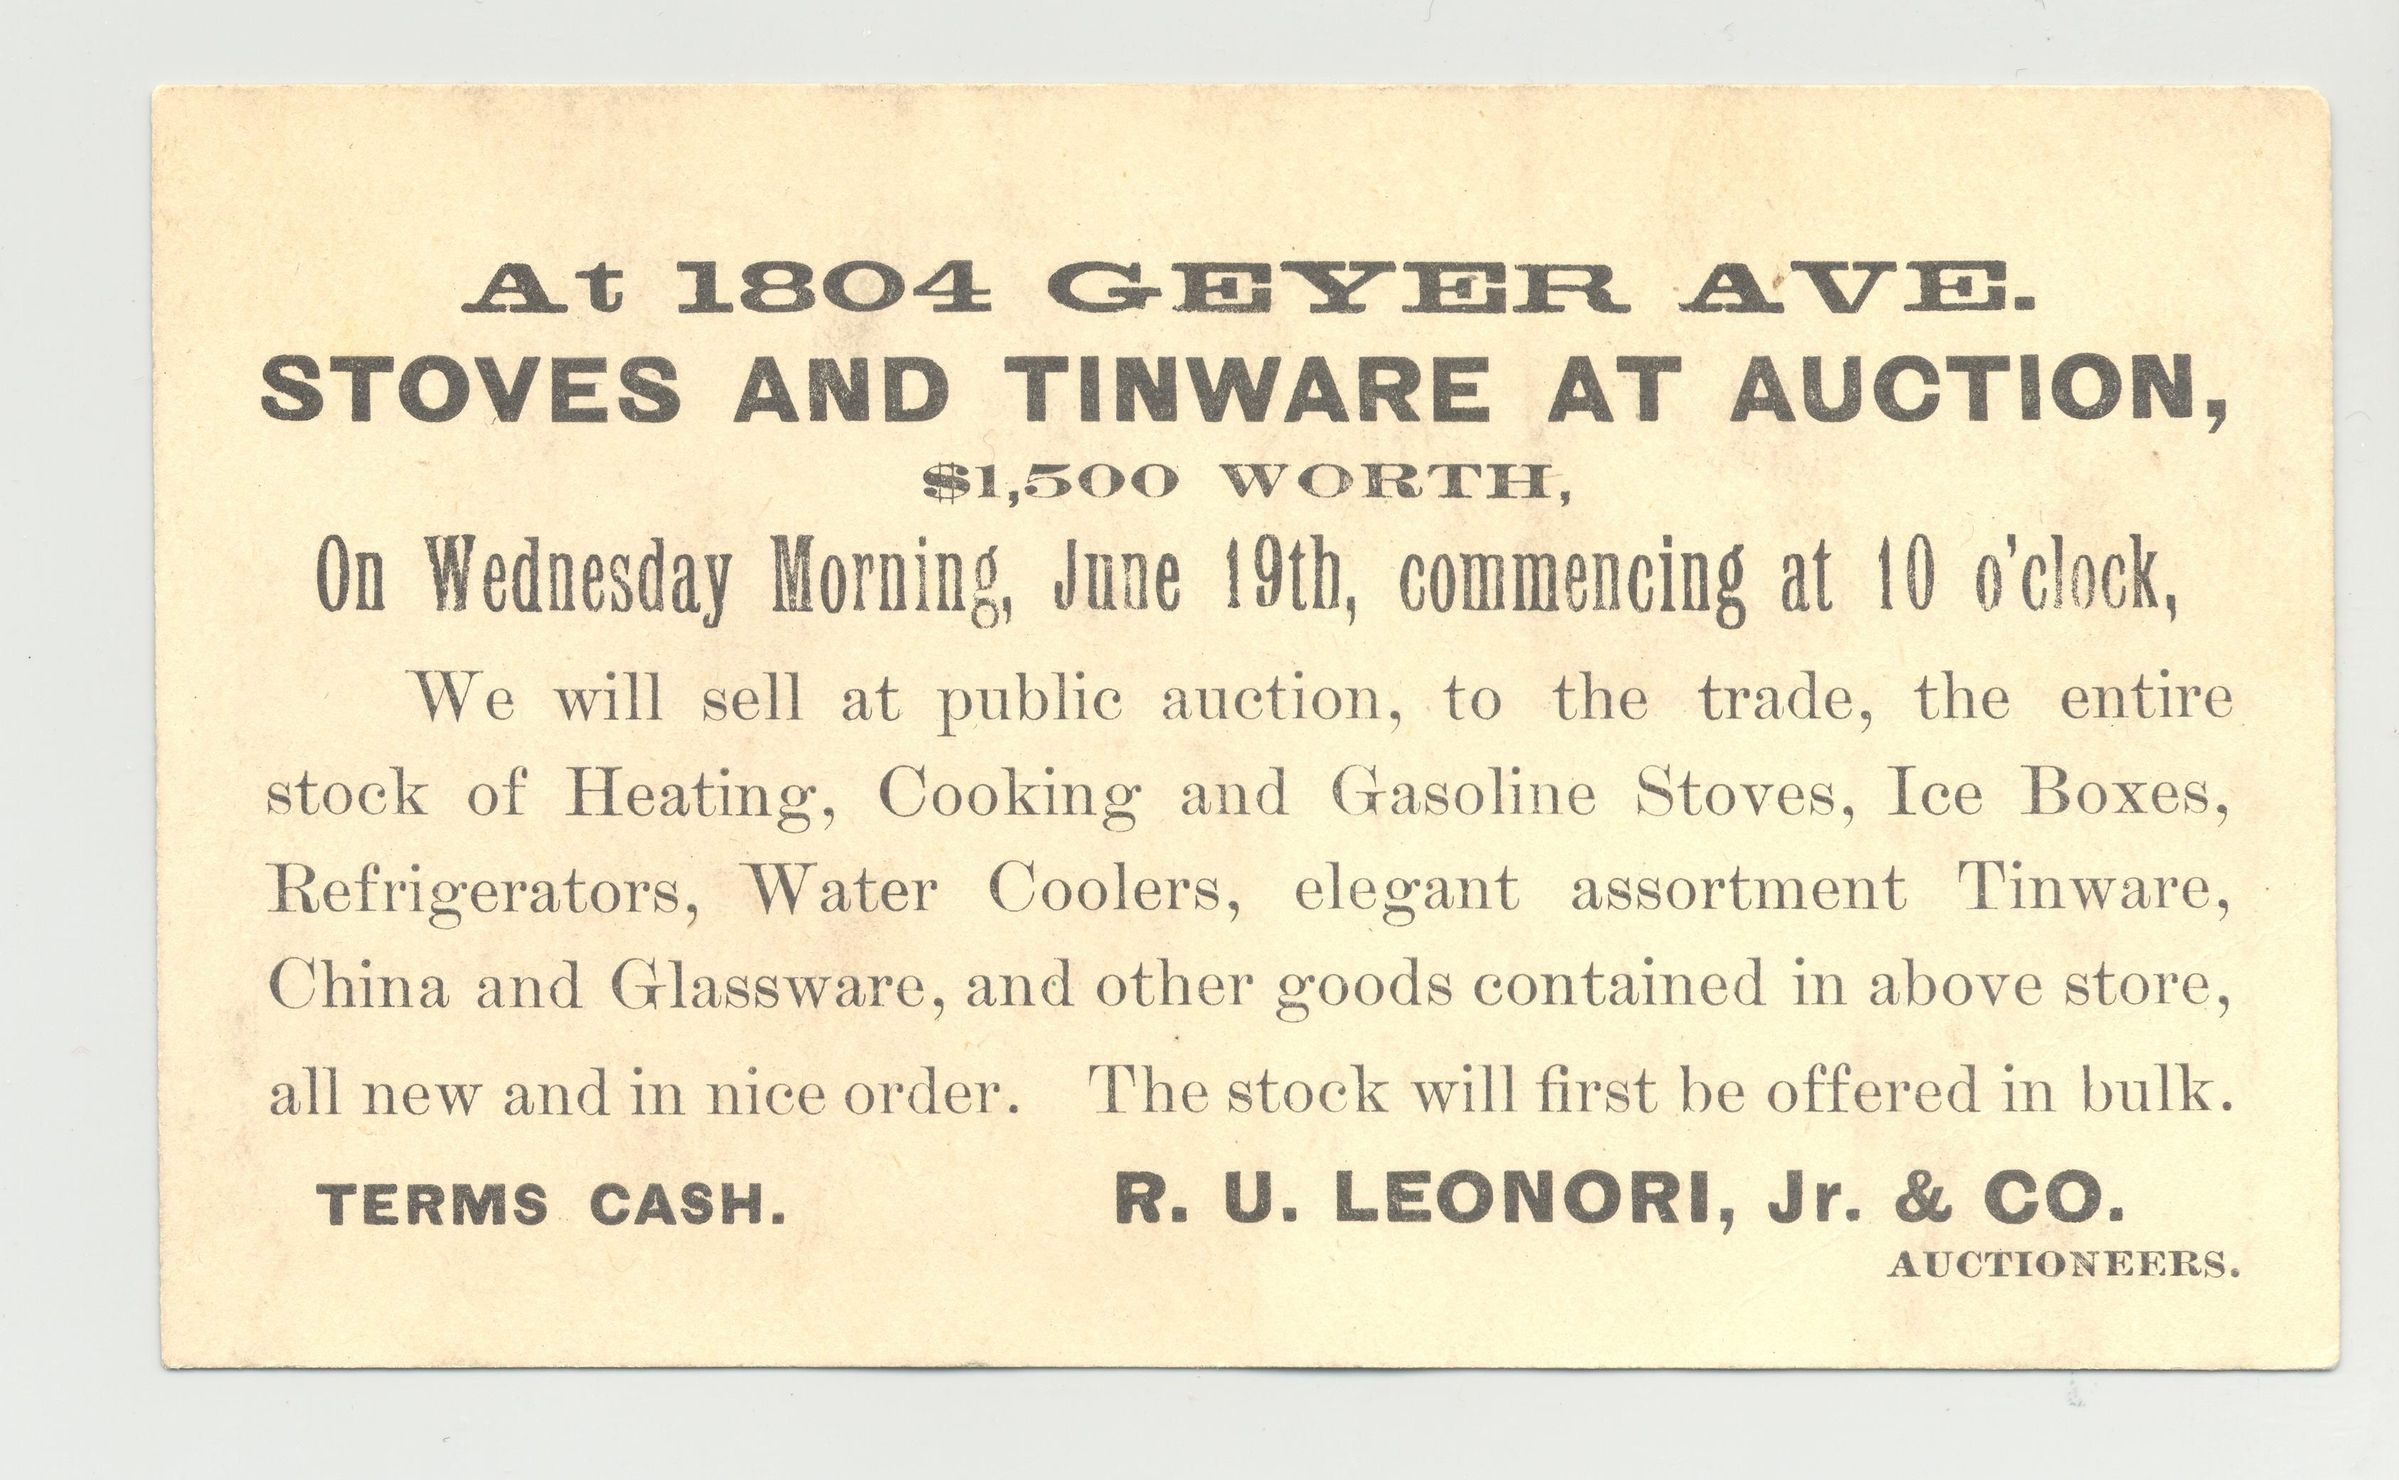 At 1804 GEYER AVE.
STOVES AND TINWARE AT AUCTION,
$1,500 WORTH,
On Wednesday Morning, June 19th, commencing at 10 o'clock,
We will sell at public auction, to the trade, the entire
stock of Heating, Cooking and Gasoline Stoves, Ice Boxes,
Refrigerators, Water Coolers, elegant assortment Tinware,
China and Glassware, and other goods contained in above store,
all new and in nice order. The stock will first be offered in bulk.
TERMS CASH. R. U. LEONORI, Jr. & CO.
AUCTIONEERS.